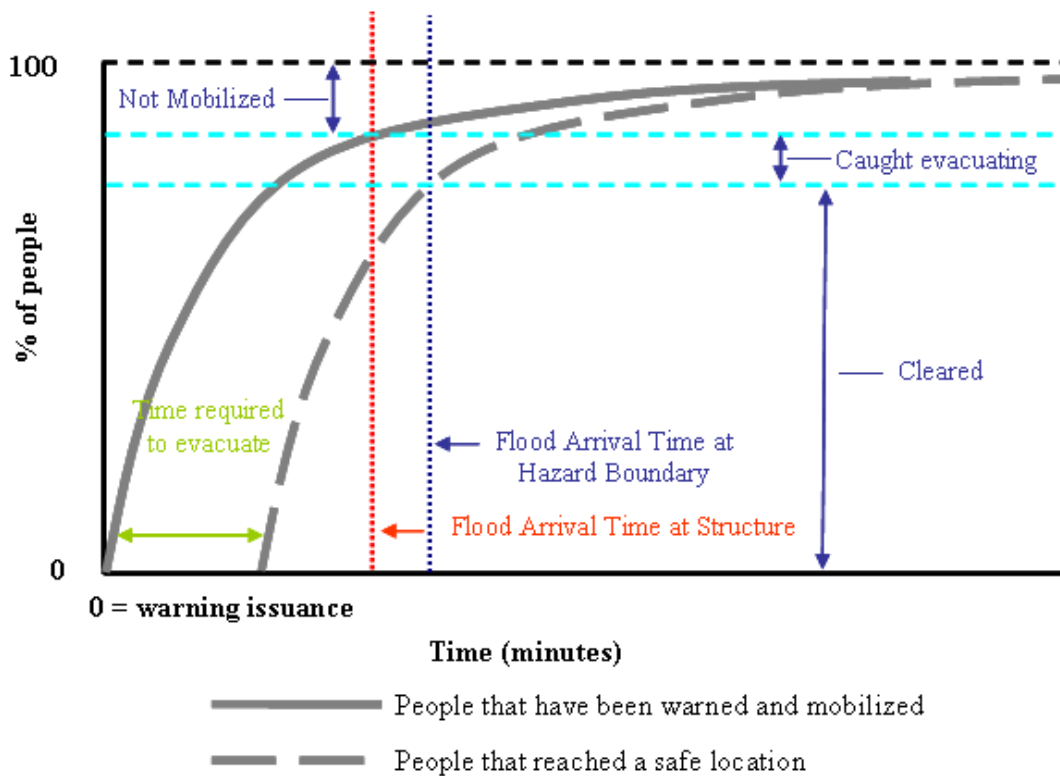 100
Not Mobilized
Caught evacuating
% of people
Cleared
Time required
to evacuate
Flood Arrival Time at
Hazard Boundary
Flood Arrival Time at Structure
0
0 = warning issuance
Time (minutes)
People that have been warned and mobilized
People that reached a safe location